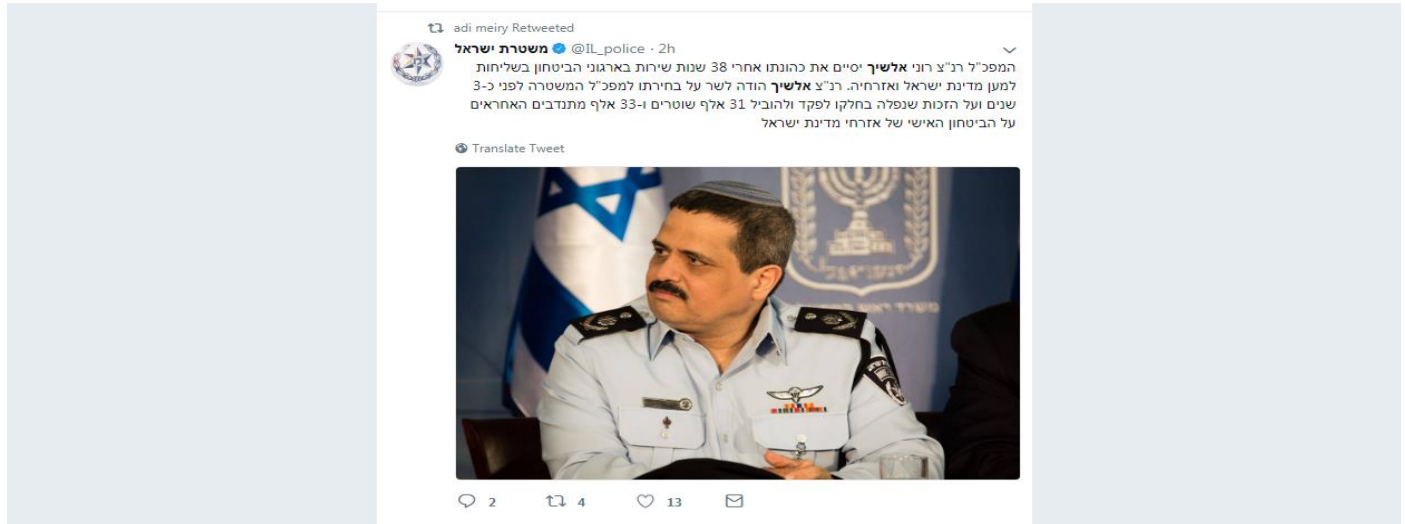 adi meiry Retweeted
משטרת ישראל @IL_police · 2h
המפכ"ל רנ"צ רוני אלשיך יסיים את כהונתו אחרי 38 שנות שירות בארגוני הביטחון בשליחות
למען מדינת ישראל ואזרחיה. רנ"צ אלשיך הודה לשר על בחירתו למפכ"ל המשטרה לפני כ-3
שנים ועל הזכות שנפלה בחלקו לפקד ולהוביל 31 אלף שוטרים ו-33 אלף מתנדבים האחראים
על הביטחון האישי של אזרחי מדינת ישראל
Translate Tweet
ישראל
משרד ראש
2 4 13